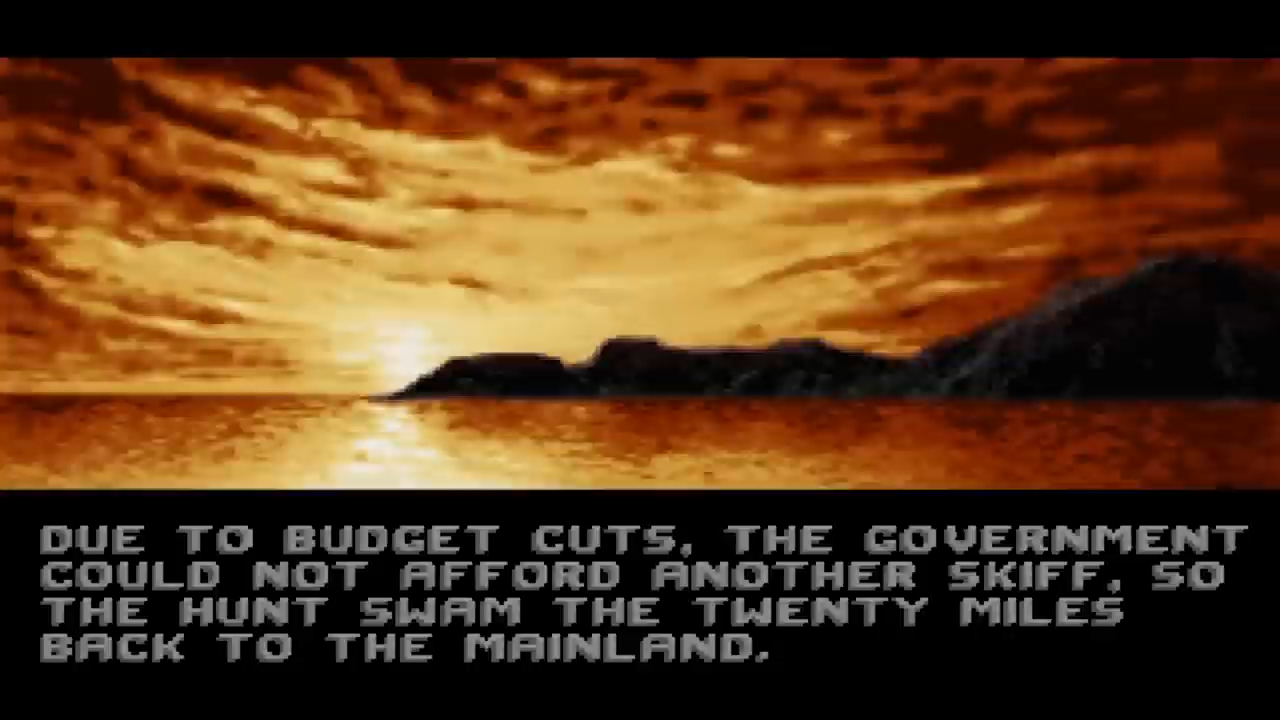 DUE TO BUDGET CUTS, THE GOVERNMENT
COULD NOT AFFORD ANOTHER SKIFF, SO
THE HUNT SWAM THE TWENTY MILES
BACK TO THE MAINLAND.